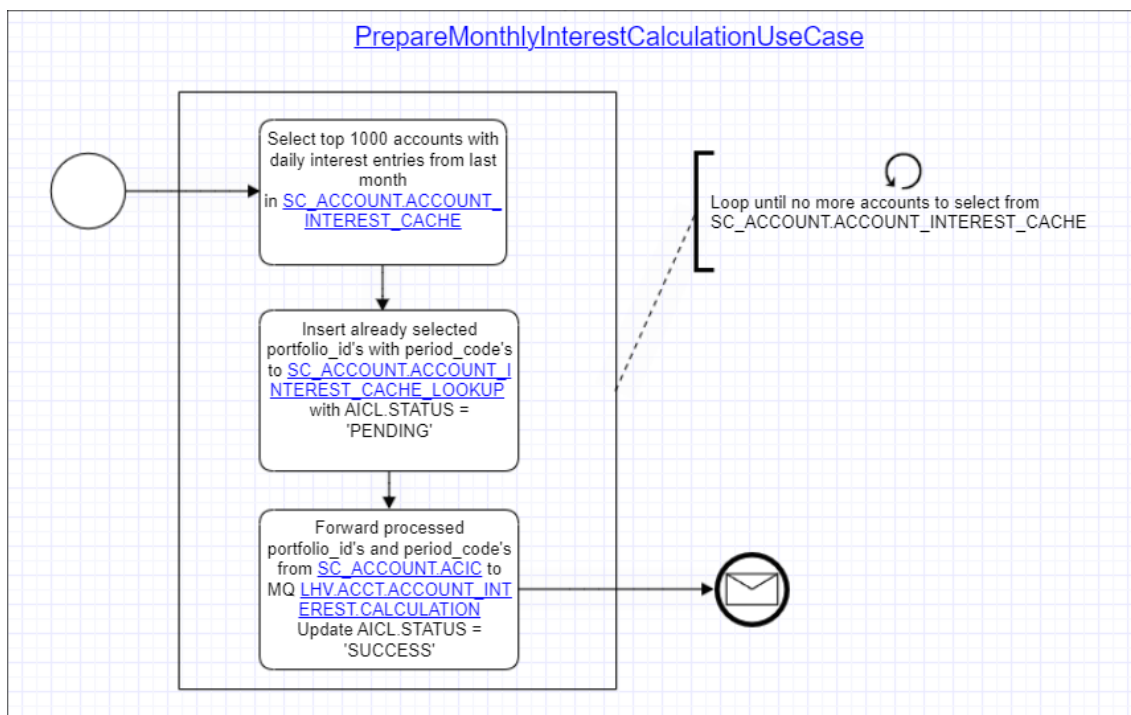 PrepareMonthlyInterestCalculationUseCase
Select top 1000 accounts with
daily interest entries from last
month
in SC_ACCOUNT.ACCOUNT_
INTEREST_CACHE
Loop until no more accounts to select from
SC_ACCOUNT.ACCOUNT_INTEREST_CACHE
Insert already selected
portfolio_id's with period_code's
to SC_ACCOUNT.ACCOUNT_I
NTEREST_CACHE_LOOKUP
with AICL.STATUS =
'PENDING'
Forward processed
portfolio_id's and period_code's
from SC_ACCOUNT.ACIC to
MQ LHV.ACCT.ACCOUNT_INT
EREST.CALCULATION
Update AICL.STATUS =
'SUCCESS'